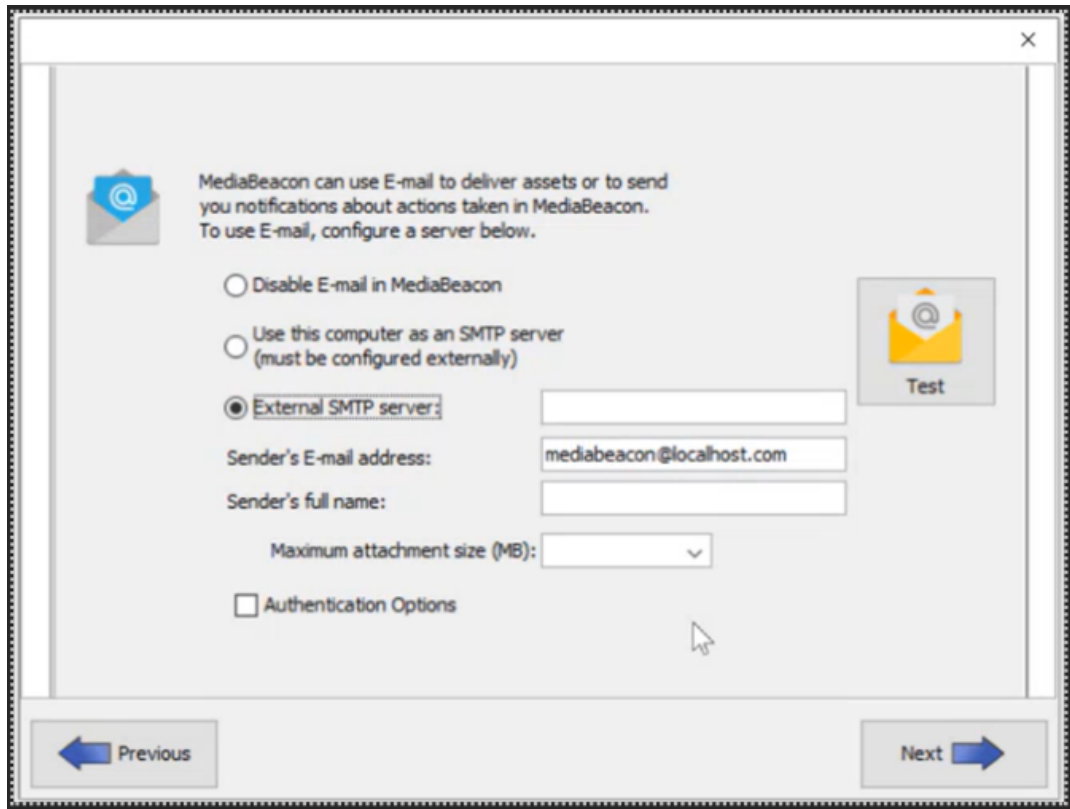 MediaBeacon can use E-mail to deliver assets or to send
you notifications about actions taken in MediaBeacon.
To use E-mail, configure a server below.
Disable E-mail in MediaBeacon
Use this computer as an SMTP server
(must be configured externally)
Test
External SMTP server:
Sender's E-mail address: mediabeacon@localhost.com
Sender's full name:
Maximum attachment size (MB):
Authentication Options
Previous
Next